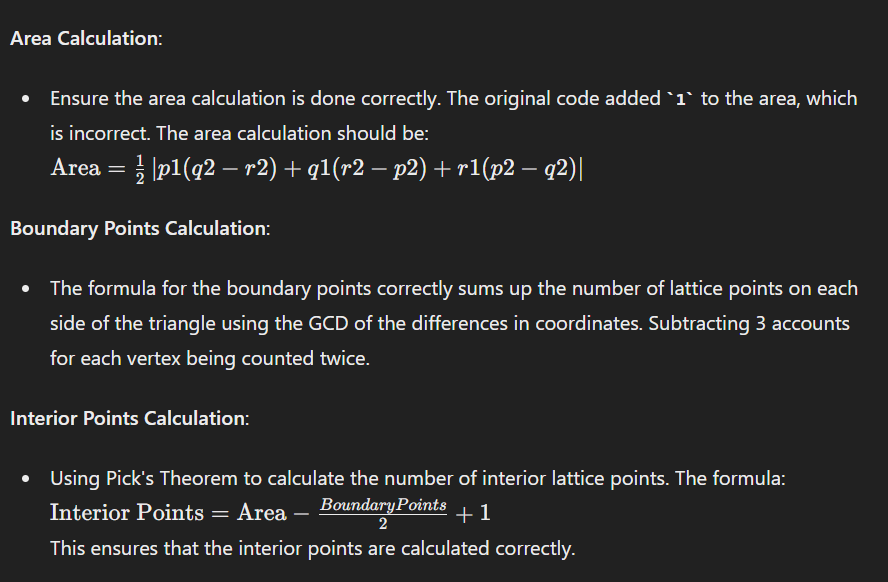 Area Calculation:
• Ensure the area calculation is done correctly. The original code added `1` to the area, which
is incorrect. The area calculation should be:
Area = 1/2 |p1(q2 − r2) + q1(r2 − p2) + r1(p2 − q2)|
Boundary Points Calculation:
• The formula for the boundary points correctly sums up the number of lattice points on each
side of the triangle using the GCD of the differences in coordinates. Subtracting 3 accounts
for each vertex being counted twice.
Interior Points Calculation:
• Using Pick's Theorem to calculate the number of interior lattice points. The formula:
Interior Points = Area − BoundaryPoints/2 + 1
This ensures that the interior points are calculated correctly.